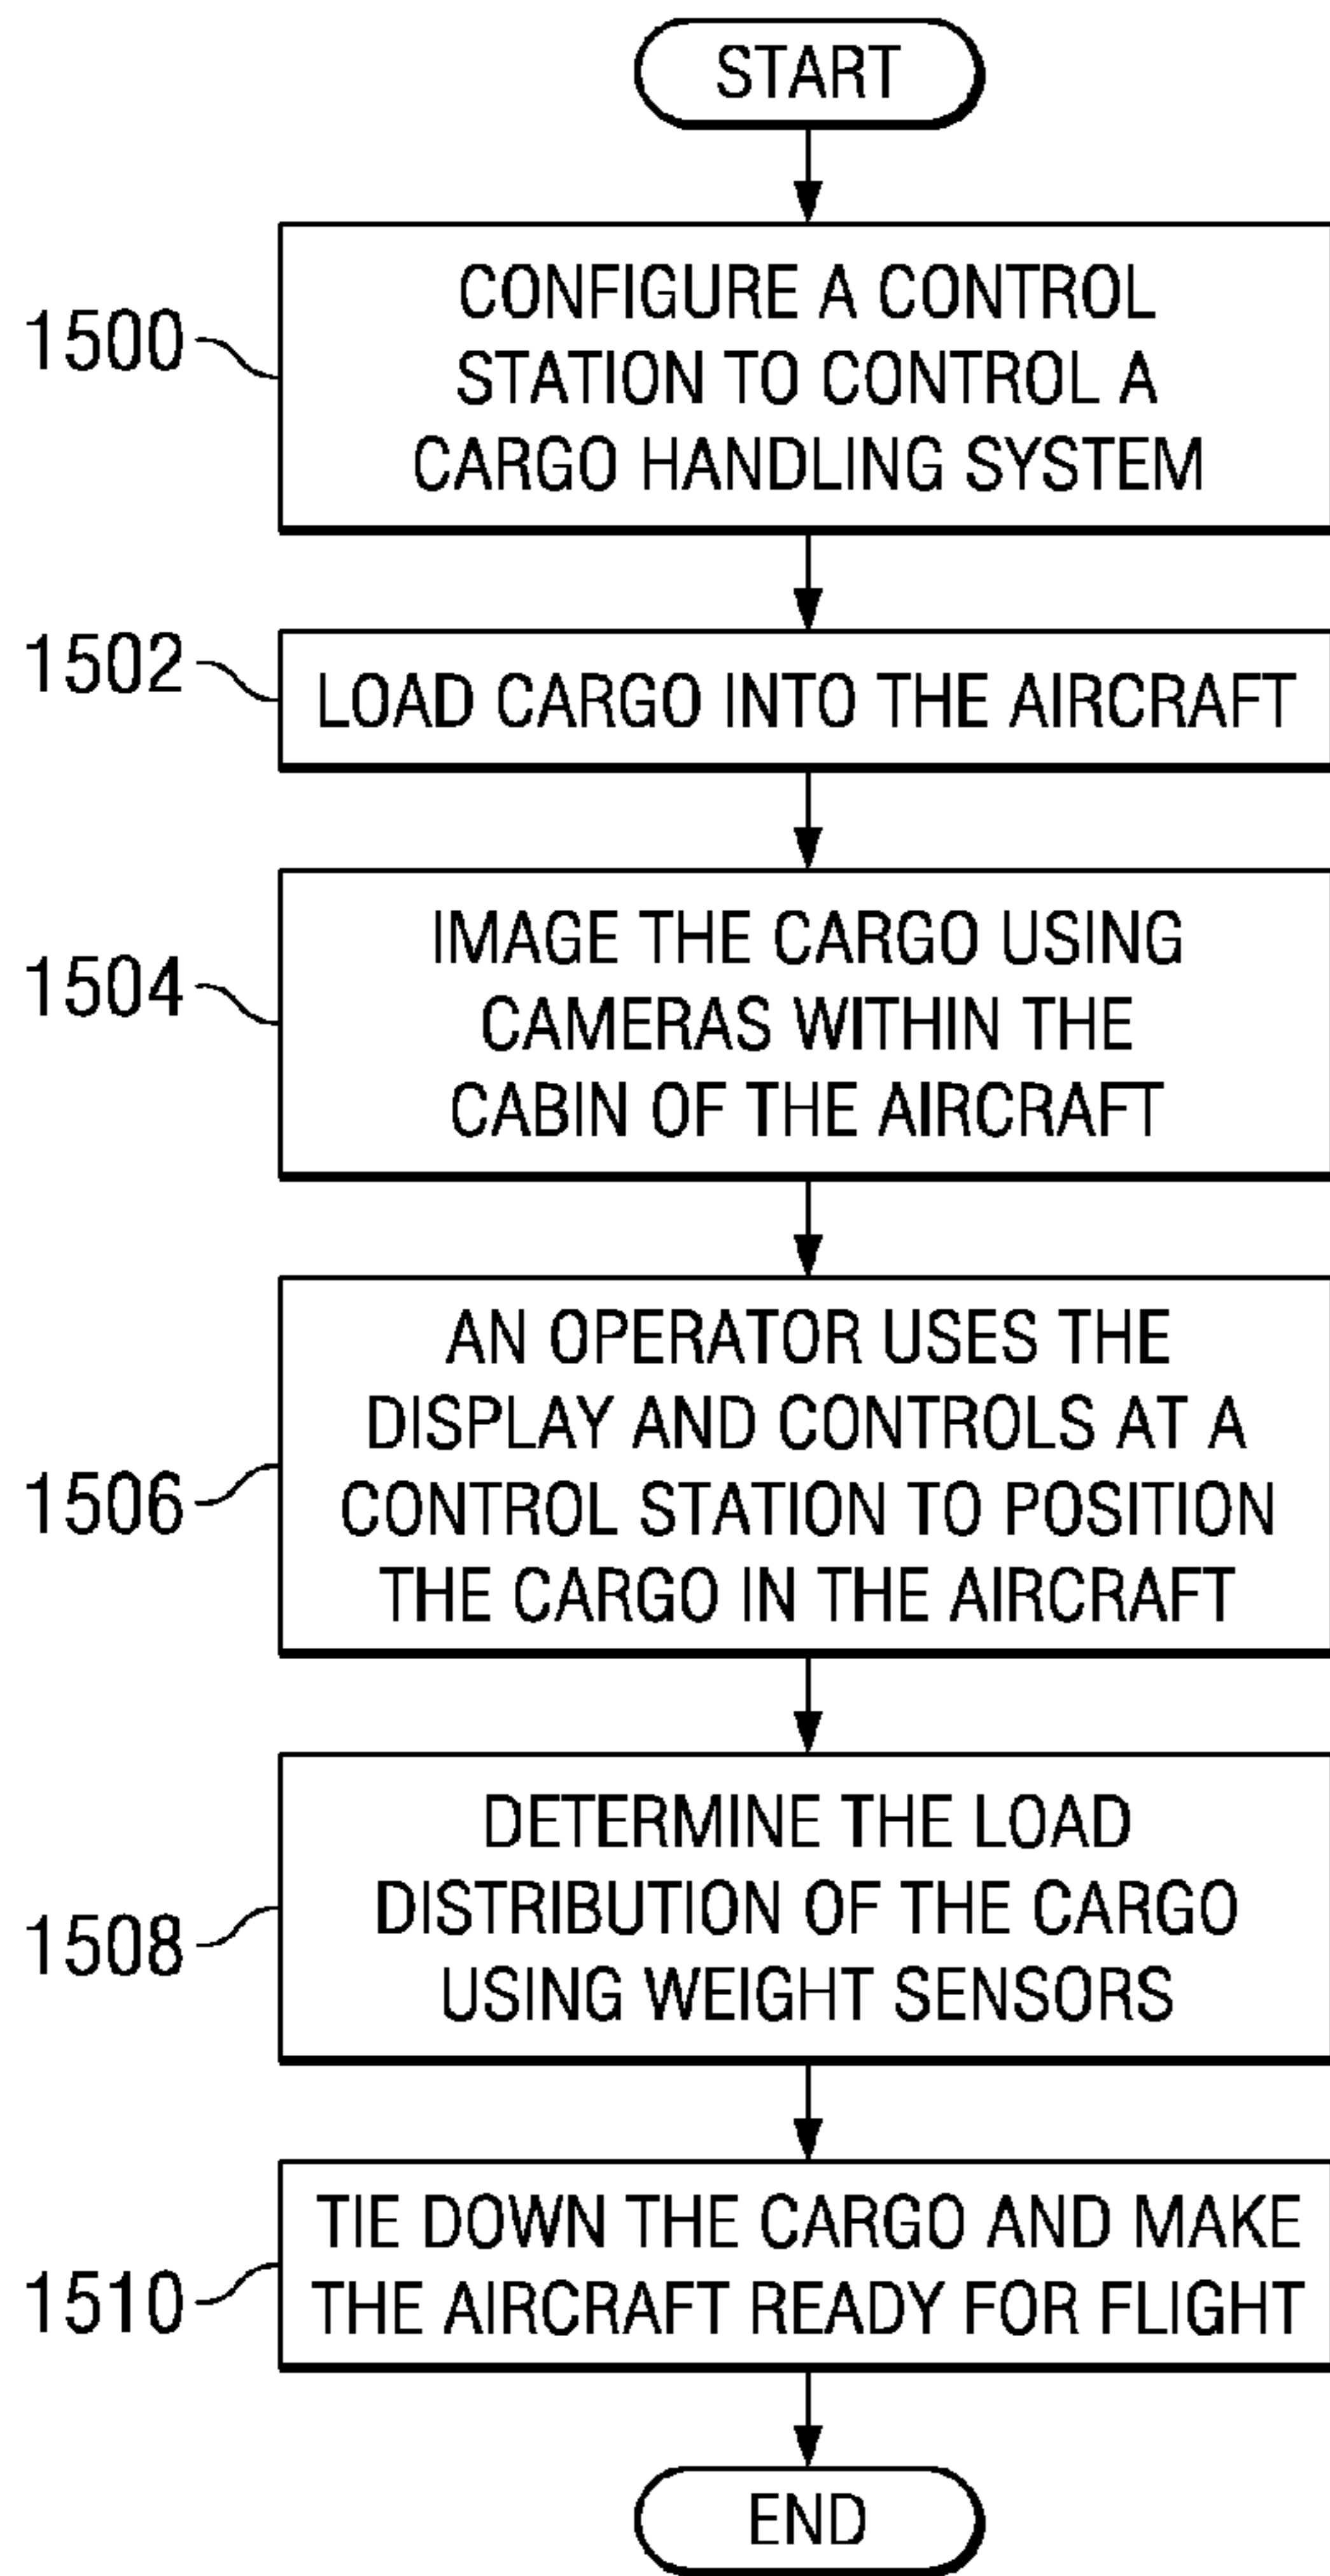 START
1500
CONFIGURE A CONTROL
STATION TO CONTROL A
CARGO HANDLING SYSTEM
1502
LOAD CARGO INTO THE AIRCRAFT
1504
IMAGE THE CARGO USING
CAMERAS WITHIN THE
CABIN OF THE AIRCRAFT
1506
AN OPERATOR USES THE
DISPLAY AND CONTROLS AT A
CONTROL STATION TO POSITION
THE CARGO IN THE AIRCRAFT
1508
DETERMINE THE LOAD
DISTRIBUTION OF THE CARGO
USING WEIGHT SENSORS
1510
TIE DOWN THE CARGO AND MAKE
THE AIRCRAFT READY FOR FLIGHT
END